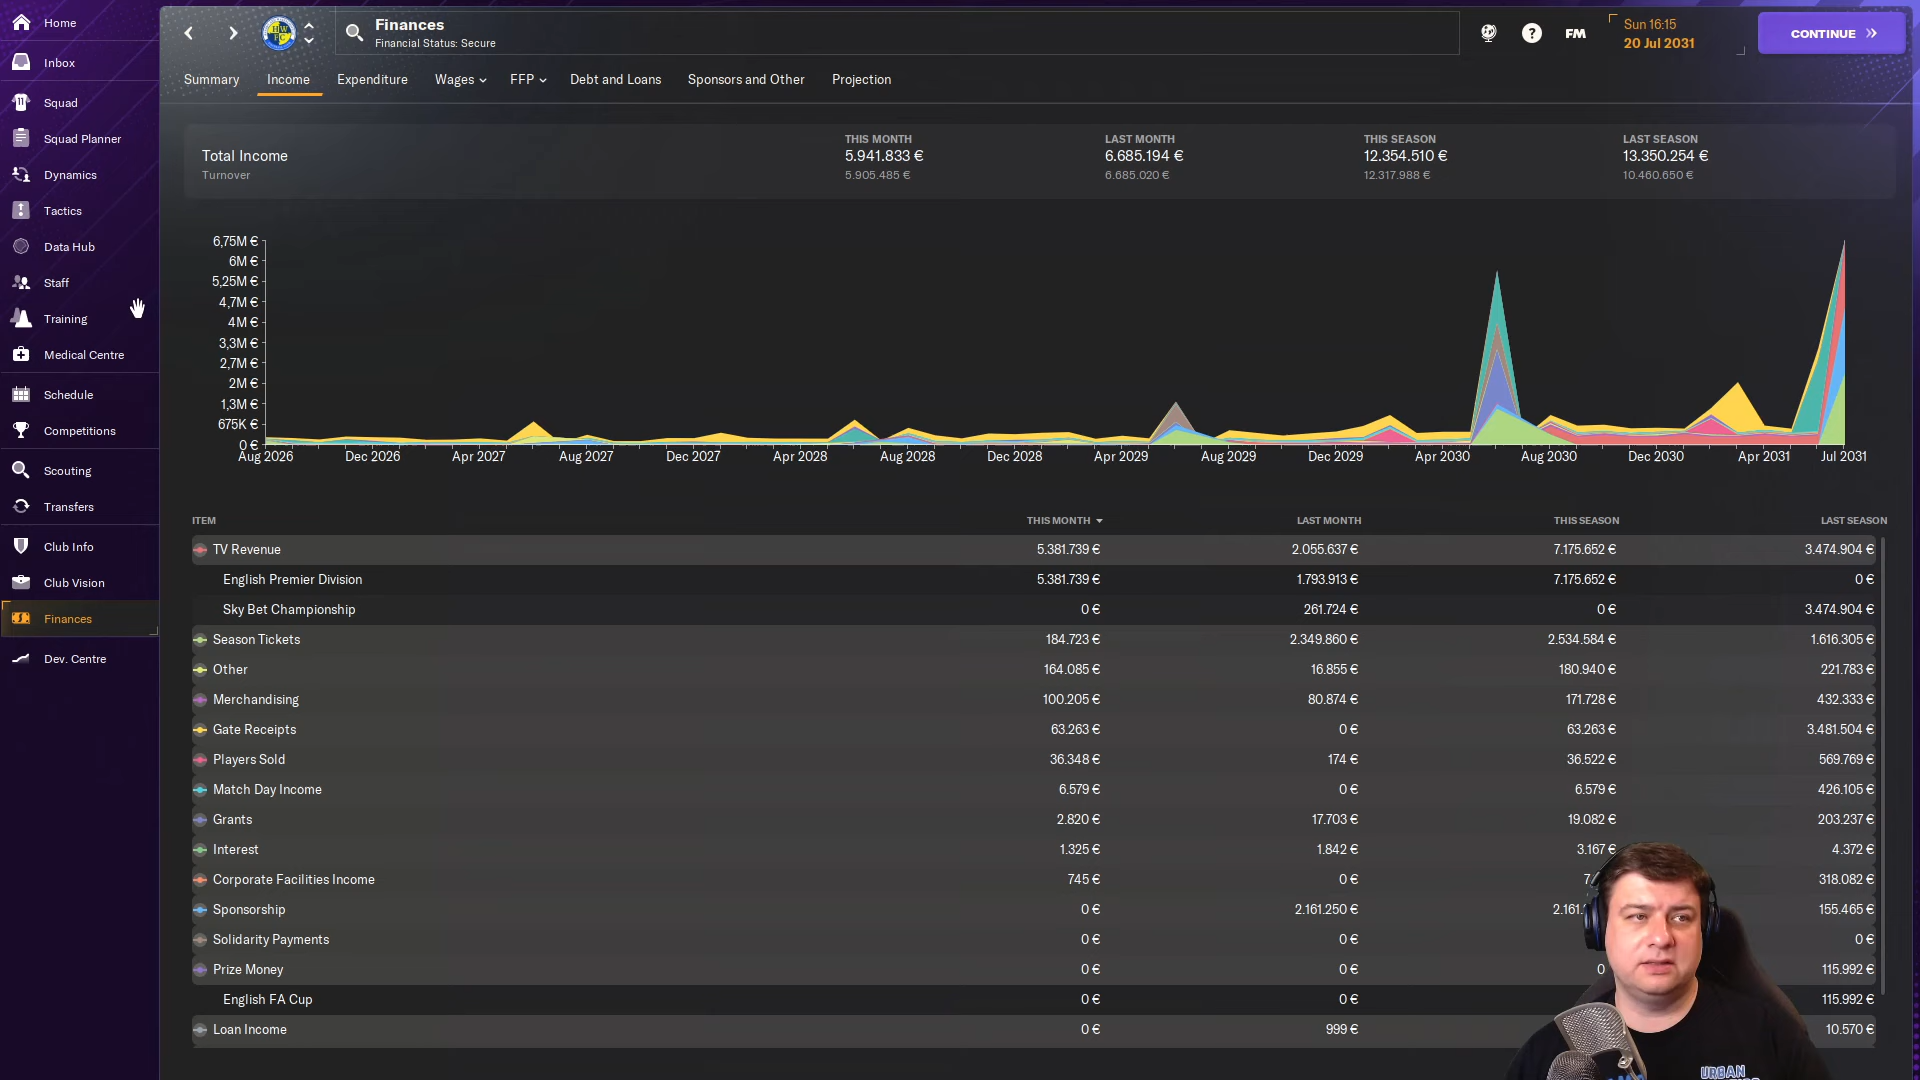 Home
Inbox
Squad
Squad Planner
Dynamics
Tactics
Data Hub
Staff
Training
Medical Centre
Schedule
Competitions
Scouting
Transfers
Club Info
Club Vision
Finances
Dev. Centre
HW
FC
Finances
Financial Status: Secure
?
FM
Sun 16:15
20 Jul 2031
CONTINUE
Summary Income Expenditure Wages FFP Debt and Loans Sponsors and Other Projection
THIS MONTH LAST MONTH THIS SEASON LAST SEASON
Total Income 5.941.833 € 6.685.194 € 12.354.510 € 13.350.254 €
Turnover 5.905.485 € 6.685.020 € 12.317.988 € 10.460.650 €
6,75M €
6M €
5,25M €
4,7M €
4M €
3,3M €
2,7M €
2M €
1,3M €
675K €
0 €
Aug 2026 Dec 2026 Apr 2027 Aug 2027 Dec 2027 Apr 2028 Aug 2028 Dec 2028 Apr 2029 Aug 2029 Dec 2029 Apr 2030 Aug 2030 Dec 2030 Apr 2031 Jul 2031
ITEM THIS MONTH LAST MONTH THIS SEASON LAST SEASON
TV Revenue 5.381.739 € 2.055.637 € 7.175.652 € 3.474.904 €
English Premier Division 5.381.739 € 1.793.913 € 7.175.652 € 0 €
Sky Bet Championship 0 € 261.724 € 0 € 3.474.904 €
Season Tickets 184.723 € 2.349.860 € 2.534.584 € 1.616.305 €
Other 164.085 € 16.855 € 180.940 € 221.783 €
Merchandising 100.205 € 80.874 € 171.728 € 432.333 €
Gate Receipts 63.263 € 0 € 63.263 € 3.481.504 €
Players Sold 36.348 € 174 € 36.522 € 569.769 €
Match Day Income 6.579 € 0 € 6.579 € 426.105 €
Grants 2.820 € 17.703 € 19.082 € 203.237 €
Interest 1.325 € 1.842 € 3.167 € 4.372 €
Corporate Facilities Income 745 € 0 € 7 318.082 €
Sponsorship 0 € 2.161.250 € 2.161. 155.465 €
Solidarity Payments 0 € 0 € 0 €
Prize Money 0 € 0 € 0 115.992 €
English FA Cup 0 € 0 € 115.992 €
Loan Income 0 € 999 € 10.570 €
URBAN